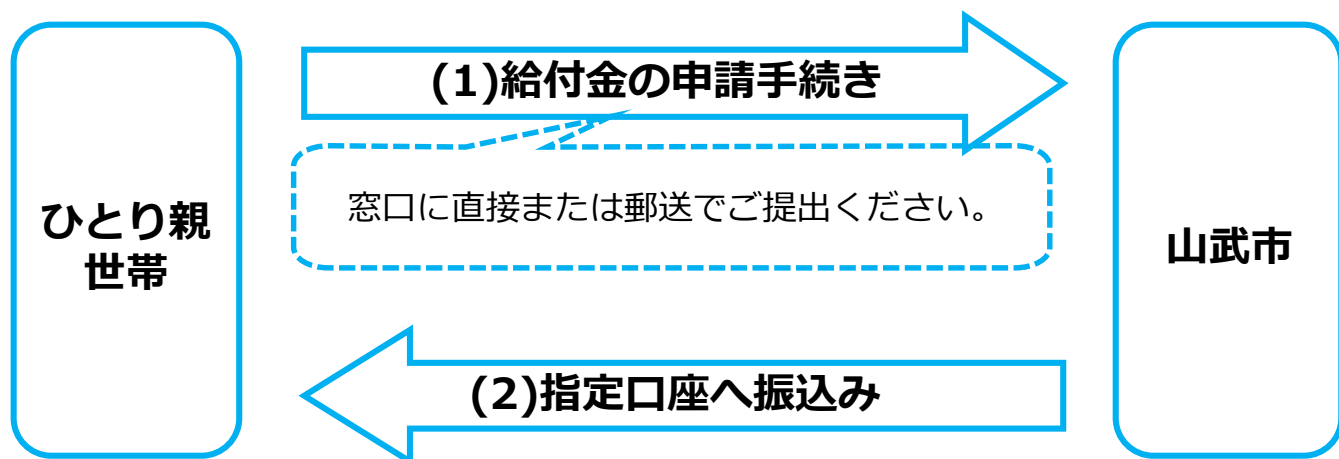 (1)給付金の申請手続き
窓口に直接または郵送でご提出ください。
ひとり親
世帯
山武市
(2)指定口座へ振込み